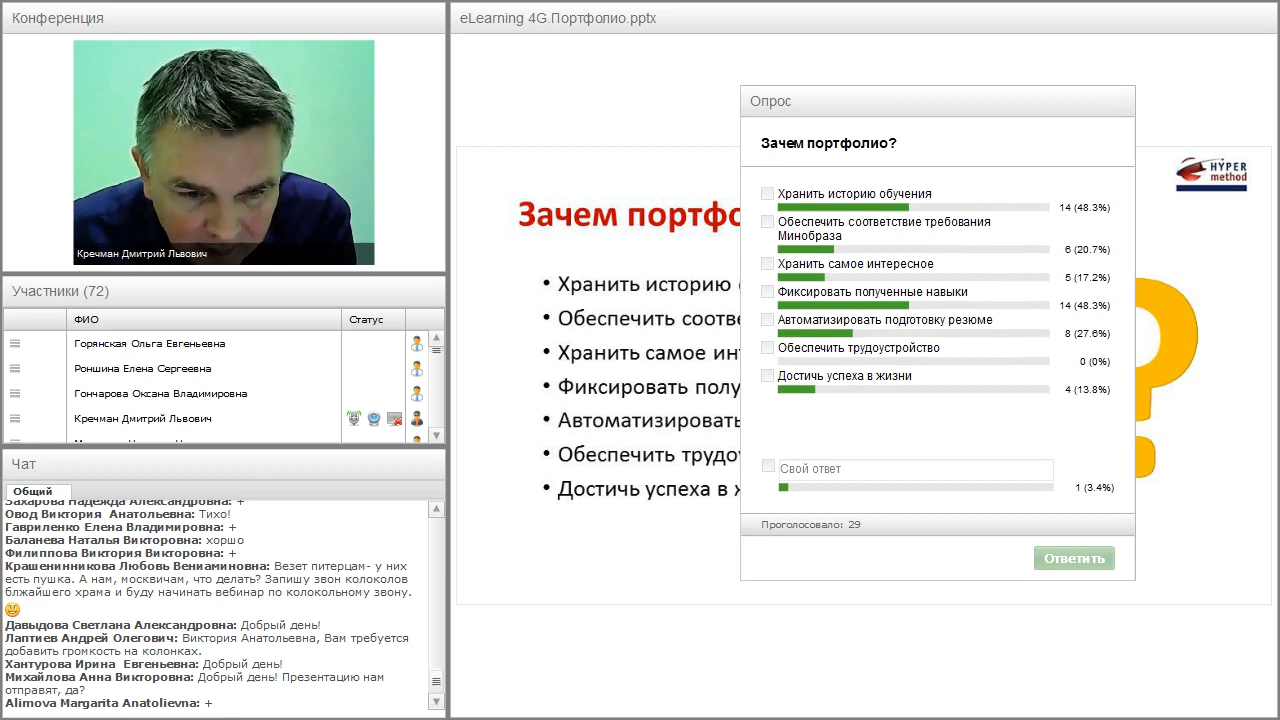 Конференция
Кречман Дмитрий Львович
Участники (72)
ФИО
Статус
Горянская Ольга Евгеньевна
Роншина Елена Сергеевна
Гончарова Оксана Владимировна
Кречман Дмитрий Львович
Чат
Общий
Захарова Надежда Александровна: +
Овод Виктория Анатольевна: Тихо!
Гавриленко Елена Владимировна: +
Баланева Наталья Викторовна: хоршо
Филиппова Виктория Викторовна: +
Крашенинникова Любовь Вениаминовна: Везет питерцам- у них
есть пушка. А нам, москвичам, что делать? Запишу звон колоколов
блжайшего храма и буду начинать вебинар по колокольному звону.
Давыдова Светлана Александровна: Добрый день!
Лаптиев Андрей Олегович: Виктория Анатольевна, Вам требуется
добавить громкость на колонках.
Хантурова Ирина Евгеньевна: Добрый день!
Михайлова Анна Викторовна: Добрый день! Презентацию нам
отправят, да?
Alimova Margarita Anatolievna: +
eLearning 4G.Портфолио.pptx
HYPER
method
Зачем портфо
• Хранить историю
• Обеспечить соотве
• Хранить самое инт
• Фиксировать полу
• Автоматизировать
• Обеспечить трудо
• Достичь успеха в ж
?
Опрос
Зачем портфолио?
Хранить историю обучения
14 (48.3%)
Обеспечить соответствие требования
Минобраза
6 (20.7%)
Хранить самое интересное
5 (17.2%)
Фиксировать полученные навыки
14 (48.3%)
Автоматизировать подготовку резюме
8 (27.6%)
Обеспечить трудоустройство
0 (0%)
Достичь успеха в жизни
4 (13.8%)
Свой ответ
1 (3.4%)
Проголосовало: 29
Ответить